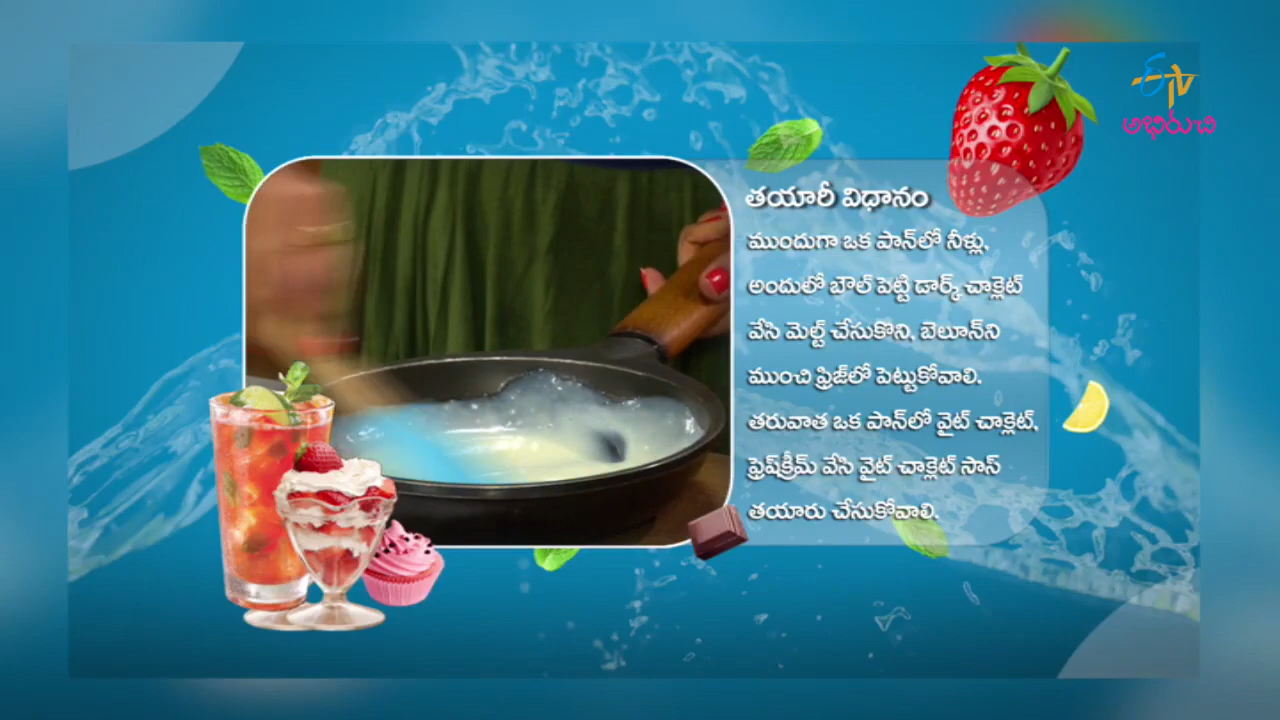 ETV
అభిరుచి
తయారీ విధానం
ముందుగా ఒక పాన్‌లో నీళ్లు,
అందులో బౌల్ పెట్టి డార్క్ చాక్లెట్
వేసి మెల్ట్ చేసుకొని, బెలూన్‌ని
ముంచి ఫ్రిజ్‌లో పెట్టుకోవాలి.
తరువాత ఒక పాన్‌లో వైట్ చాక్లెట్,
ఫ్రెష్‌క్రీమ్ వేసి వైట్ చాక్లెట్ సాస్
తయారు చేసుకోవాలి.